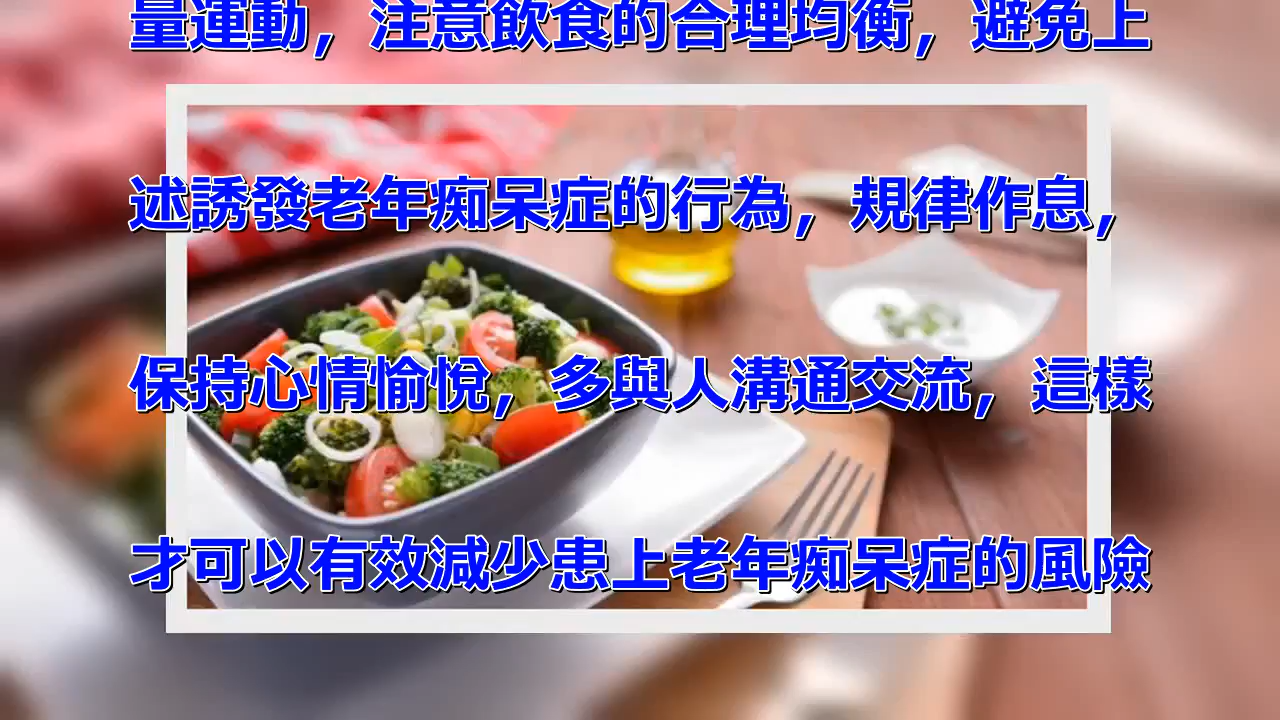 量運動，注意飲食的合理均衡，避免上
述誘發老年痴呆症的行為，規律作息，
保持心情愉悅，多與人溝通交流，這樣
才可以有效減少患上老年痴呆症的風險